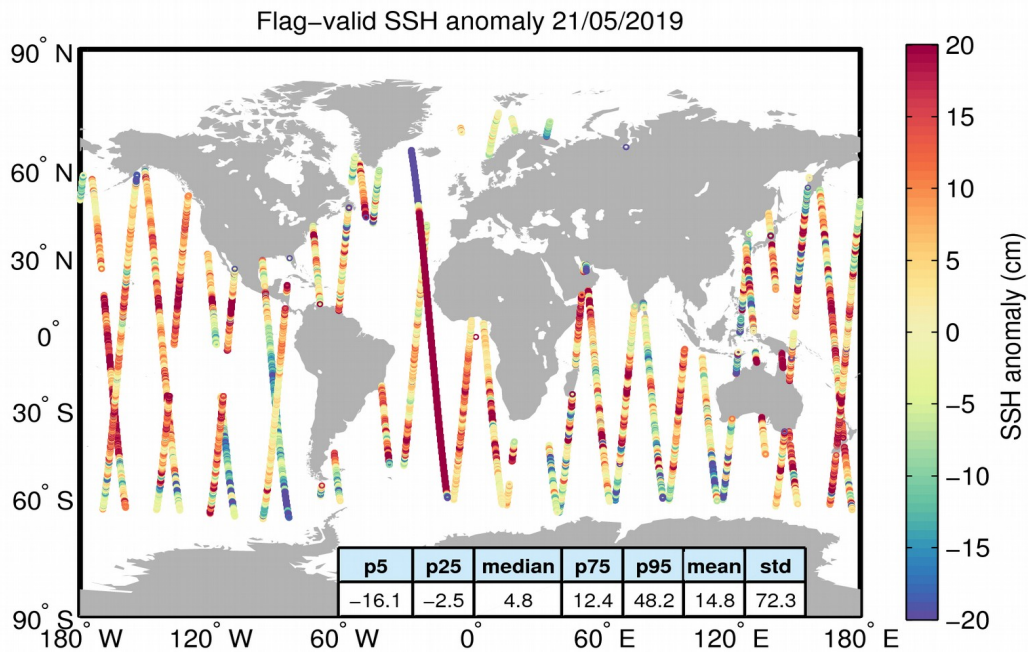 Flag−valid SSH anomaly 21/05/2019
90° N
60° N
30° N
0°
30° S
60° S
90° S
180° W
120° W
60° W
0°
60° E
120° E
180° E
p5 p25 median p75 p95 mean std
−16.1 −2.5 4.8 12.4 48.2 14.8 72.3
20
15
10
5
0
−5
−10
−15
−20
SSH anomaly (cm)